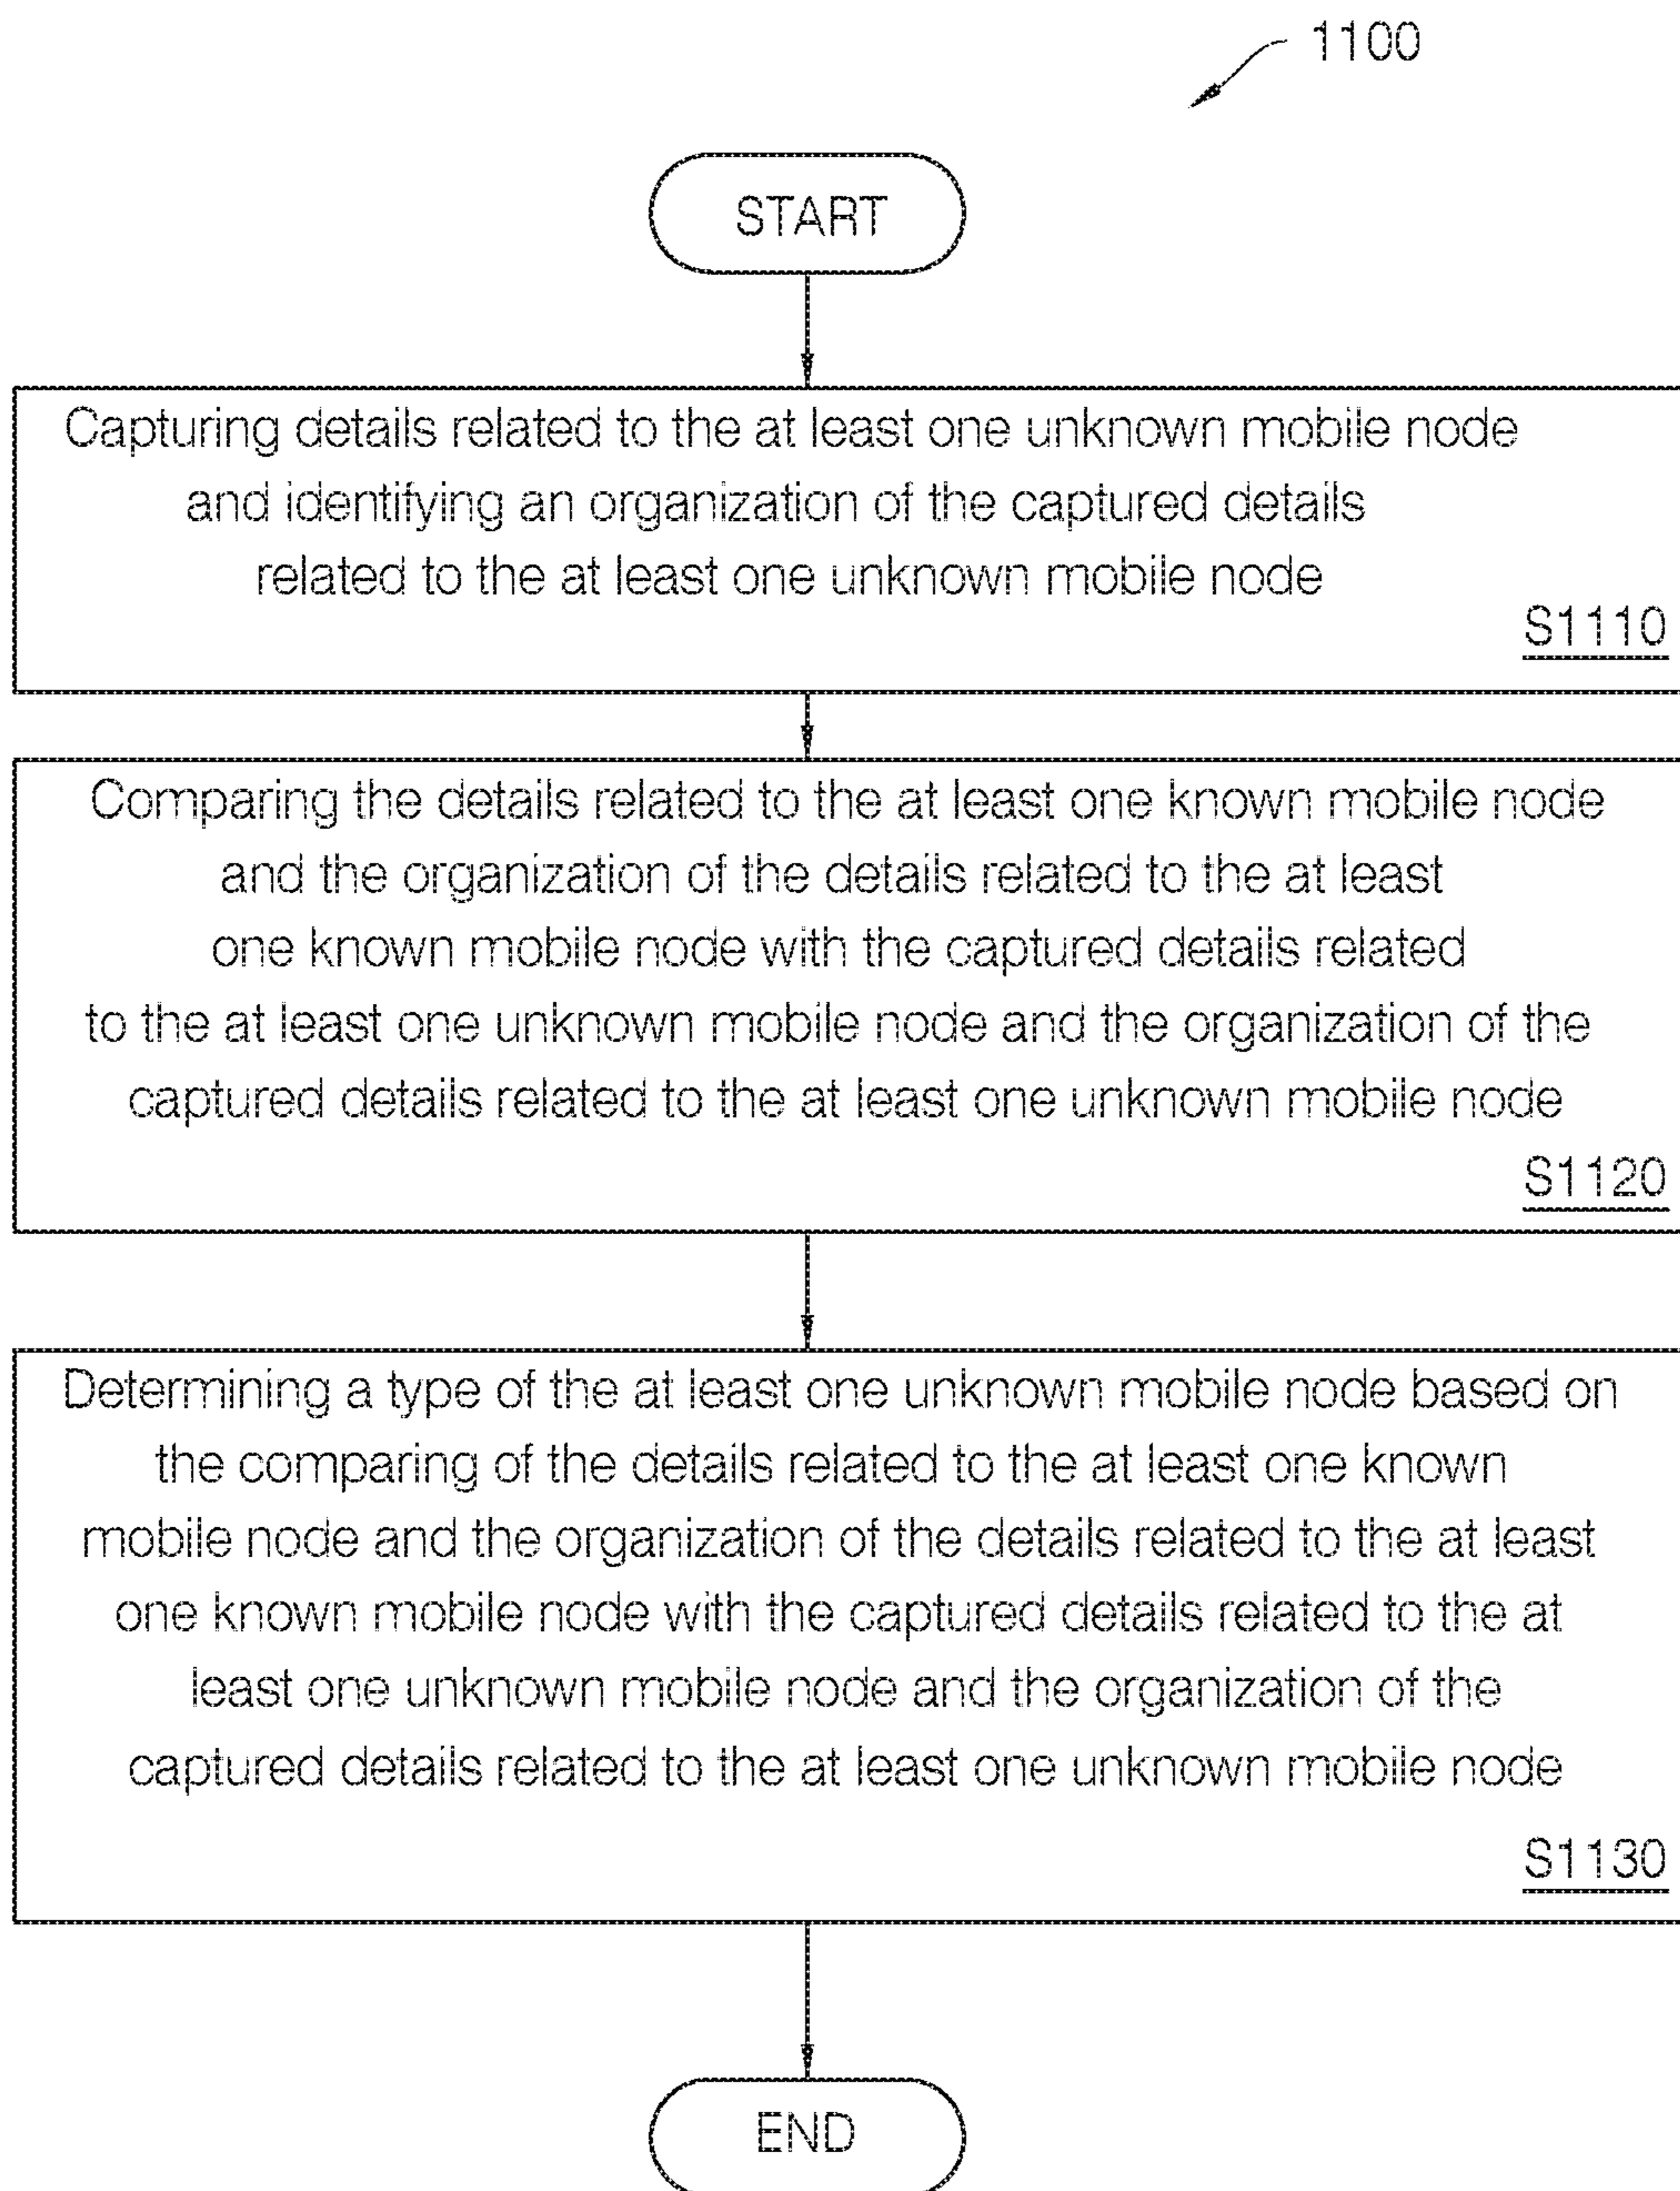 1100
START
Capturing details related to the at least one unknown mobile node
and identifying an organization of the captured details
related to the at least one unknown mobile node
S1110
Comparing the details related to the at least one known mobile node
and the organization of the details related to the at least
one known mobile node with the captured details related
to the at least one unknown mobile node and the organization of the
captured details related to the at least one unknown mobile node
S1120
Determining a type of the at least one unknown mobile node based on
the comparing of the details related to the at least one known
mobile node and the organization of the details related to the at least
one known mobile node with the captured details related to the at
least one unknown mobile node and the organization of the
captured details related to the at least one unknown mobile node
S1130
END